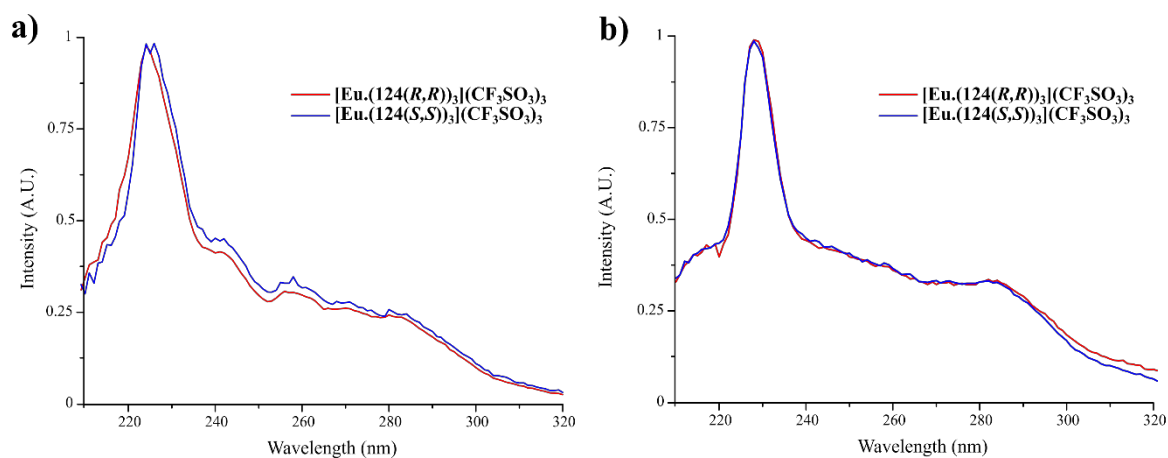 a)
1
0.75
0.5
0.25
0
Intensity (A.U.)
220 240 260 280 300 320
Wavelength (nm)
[Eu.(124(R,R))₃](CF₃SO₃)₃
[Eu.(124(S,S))₃](CF₃SO₃)₃
b)
1
0.75
0.5
0.25
0
Intensity (A.U.)
220 240 260 280 300 320
Wavelength (nm)
[Eu.(124(R,R))₃](CF₃SO₃)₃
[Eu.(124(S,S))₃](CF₃SO₃)₃